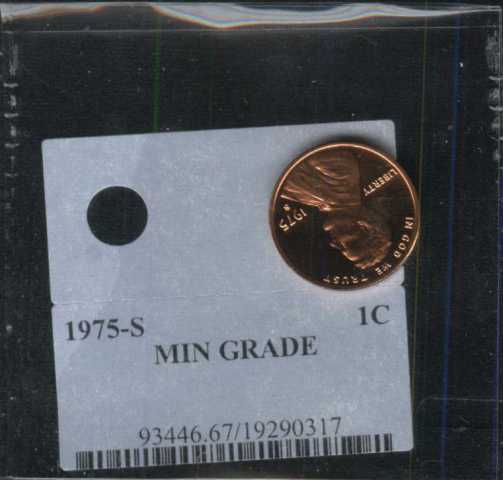 IN GOD WE TRUST
LIBERTY
1975
S
1975-S 1C
MIN GRADE
93446.67/19290317